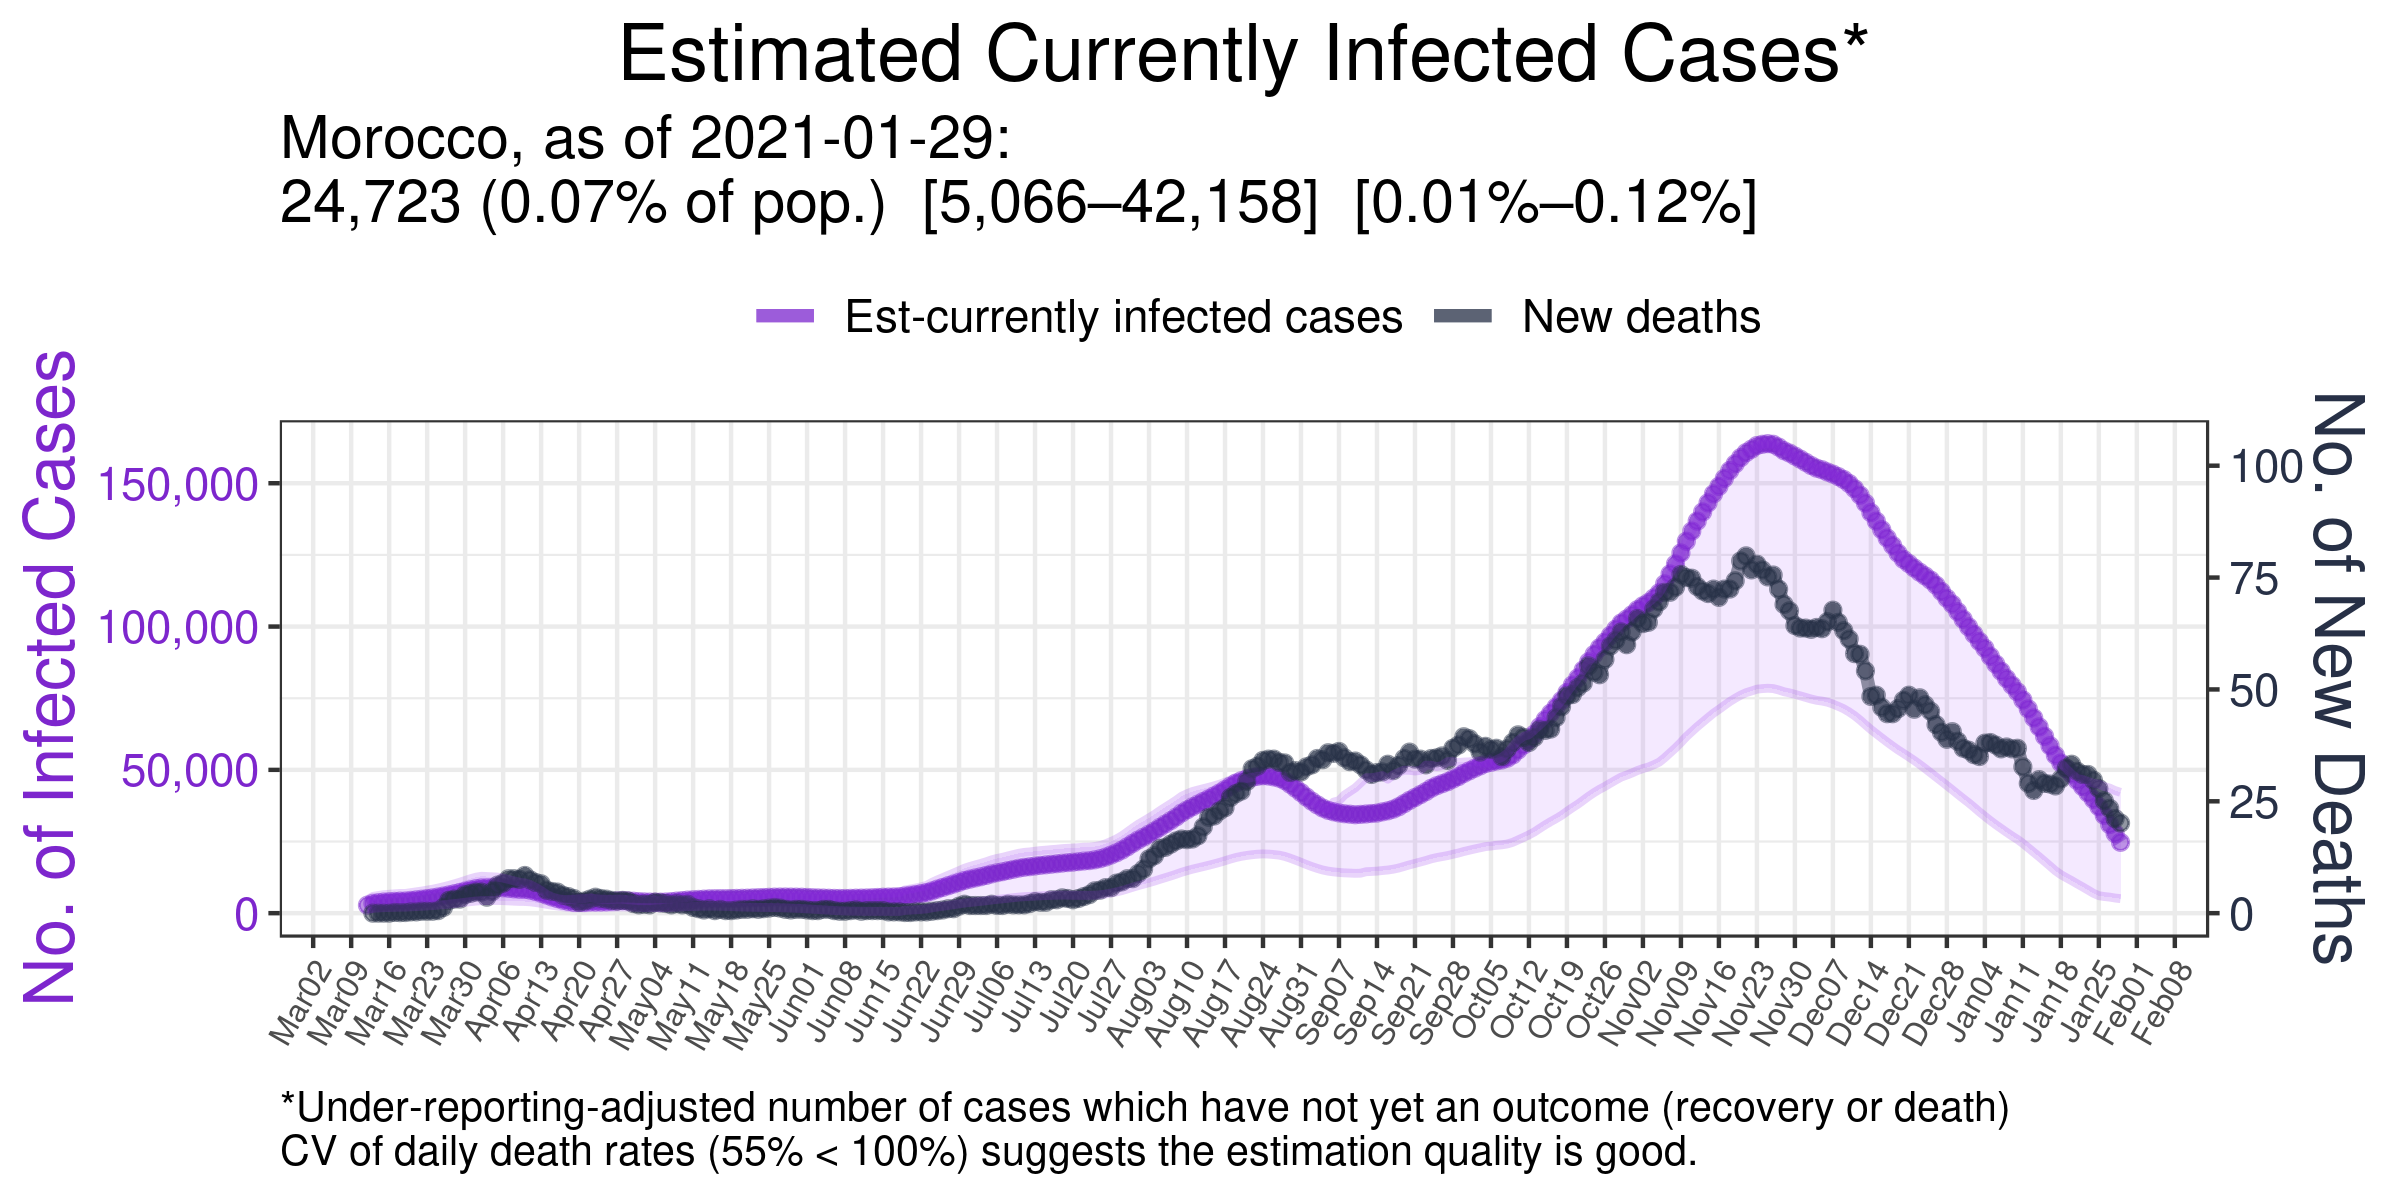 Estimated Currently Infected Cases*
Morocco, as of 2021-01-29:
24,723 (0.07% of pop.) [5,066–42,158] [0.01%–0.12%]
Est-currently infected cases New deaths
No. of Infected Cases
150,000
100,000
50,000
0
100
75
50
25
0
No. of New Deaths
Mar02 Mar09 Mar16 Mar23 Mar30 Apr06 Apr13 Apr20 Apr27 May04 May11 May18 May25 Jun01 Jun08 Jun15 Jun22 Jun29 Jul06 Jul13 Jul20 Jul27 Aug03 Aug10 Aug17 Aug24 Aug31 Sep07 Sep14 Sep21 Sep28 Oct05 Oct12 Oct19 Oct26 Nov02 Nov09 Nov16 Nov23 Nov30 Dec07 Dec14 Dec21 Dec28 Jan04 Jan11 Jan18 Jan25 Feb01 Feb08
*Under-reporting-adjusted number of cases which have not yet an outcome (recovery or death)
CV of daily death rates (55% < 100%) suggests the estimation quality is good.